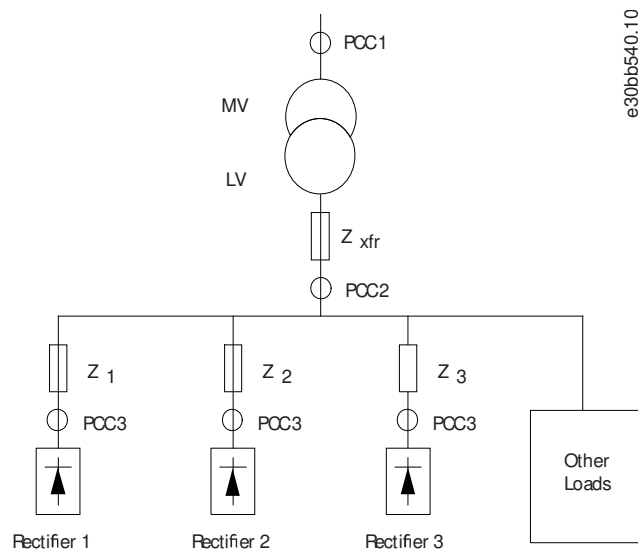 e30bb540.10
PCC1
MV
LV
Z xfr
PCC2
Z 1
Z 2
Z 3
PCC3
PCC3
PCC3
Other
Loads
Rectifier 1
Rectifier 2
Rectifier 3